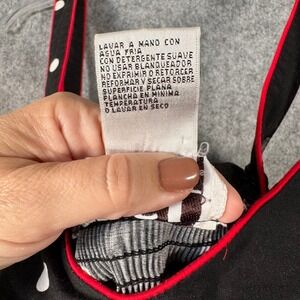 LAVAR A MANO CON
AGUA FRIA
CON DETERGENTE SUAVE
NO USAR BLANQUEADOR
NO EXPRIMIR O RETORCER
REFORMAR Y SECAR SOBRE
SUPERFICIE PLANA
PLANCHA EN MINIMA
TEMPERATURA
O LAVAR EN SECO